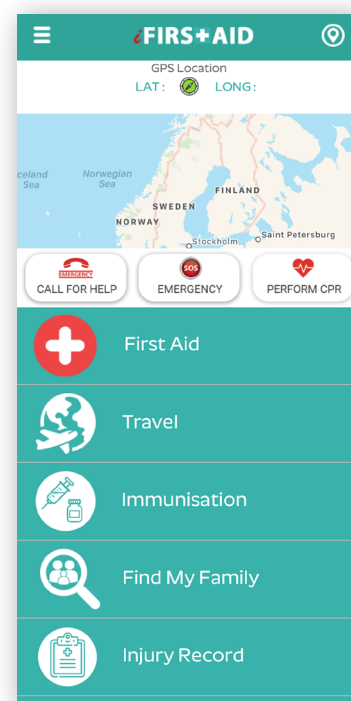 iFIRS+AID
GPS Location
LAT: LONG:
celand
Sea
Norwegian
Sea
FINLAND
SWEDEN
NORWAY
Saint Petersburg
Stockholm
EMERGENCY
SOS
CALL FOR HELP
EMERGENCY
PERFORM CPR
First Aid
Travel
Immunisation
Find My Family
Injury Record